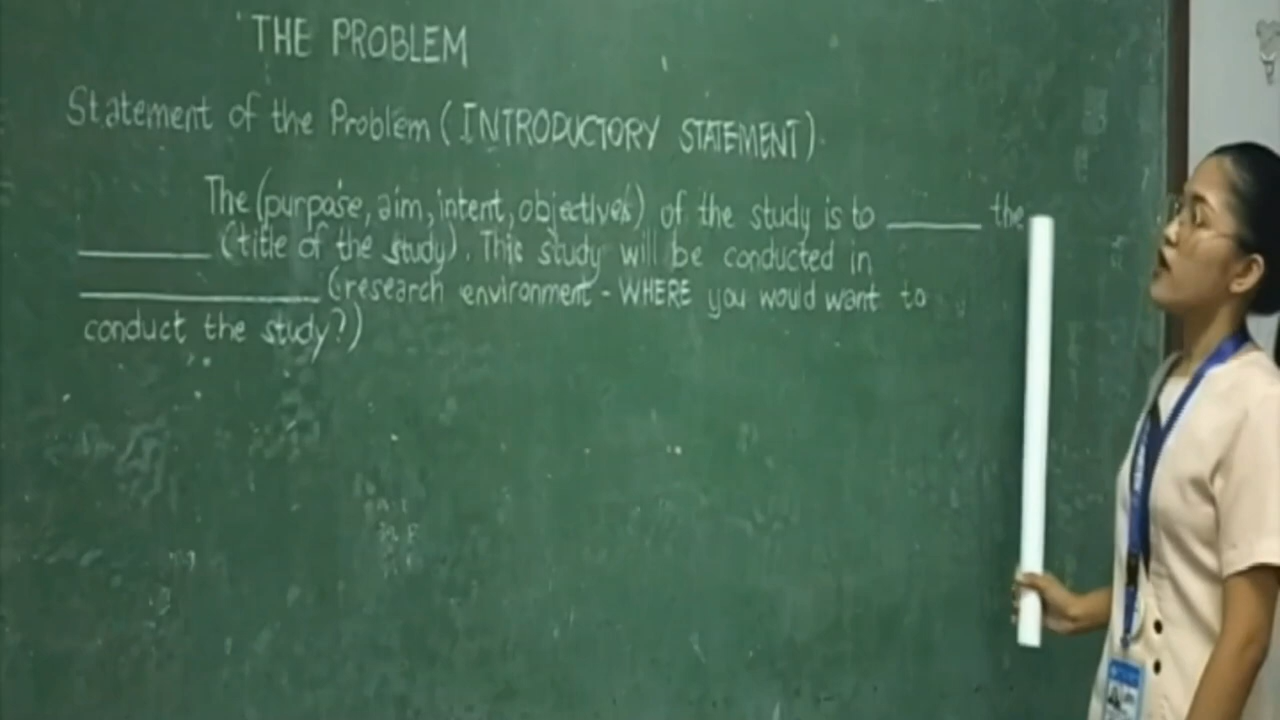 THE PROBLEM
Statement of the Problem (INTRODUCTORY STATEMENT)
The (purpose, aim, intent, objectives) of the study is to ______ the
________ (title of the study). This study will be conducted in
_______________ (research environment - WHERE you would want to
conduct the study?)